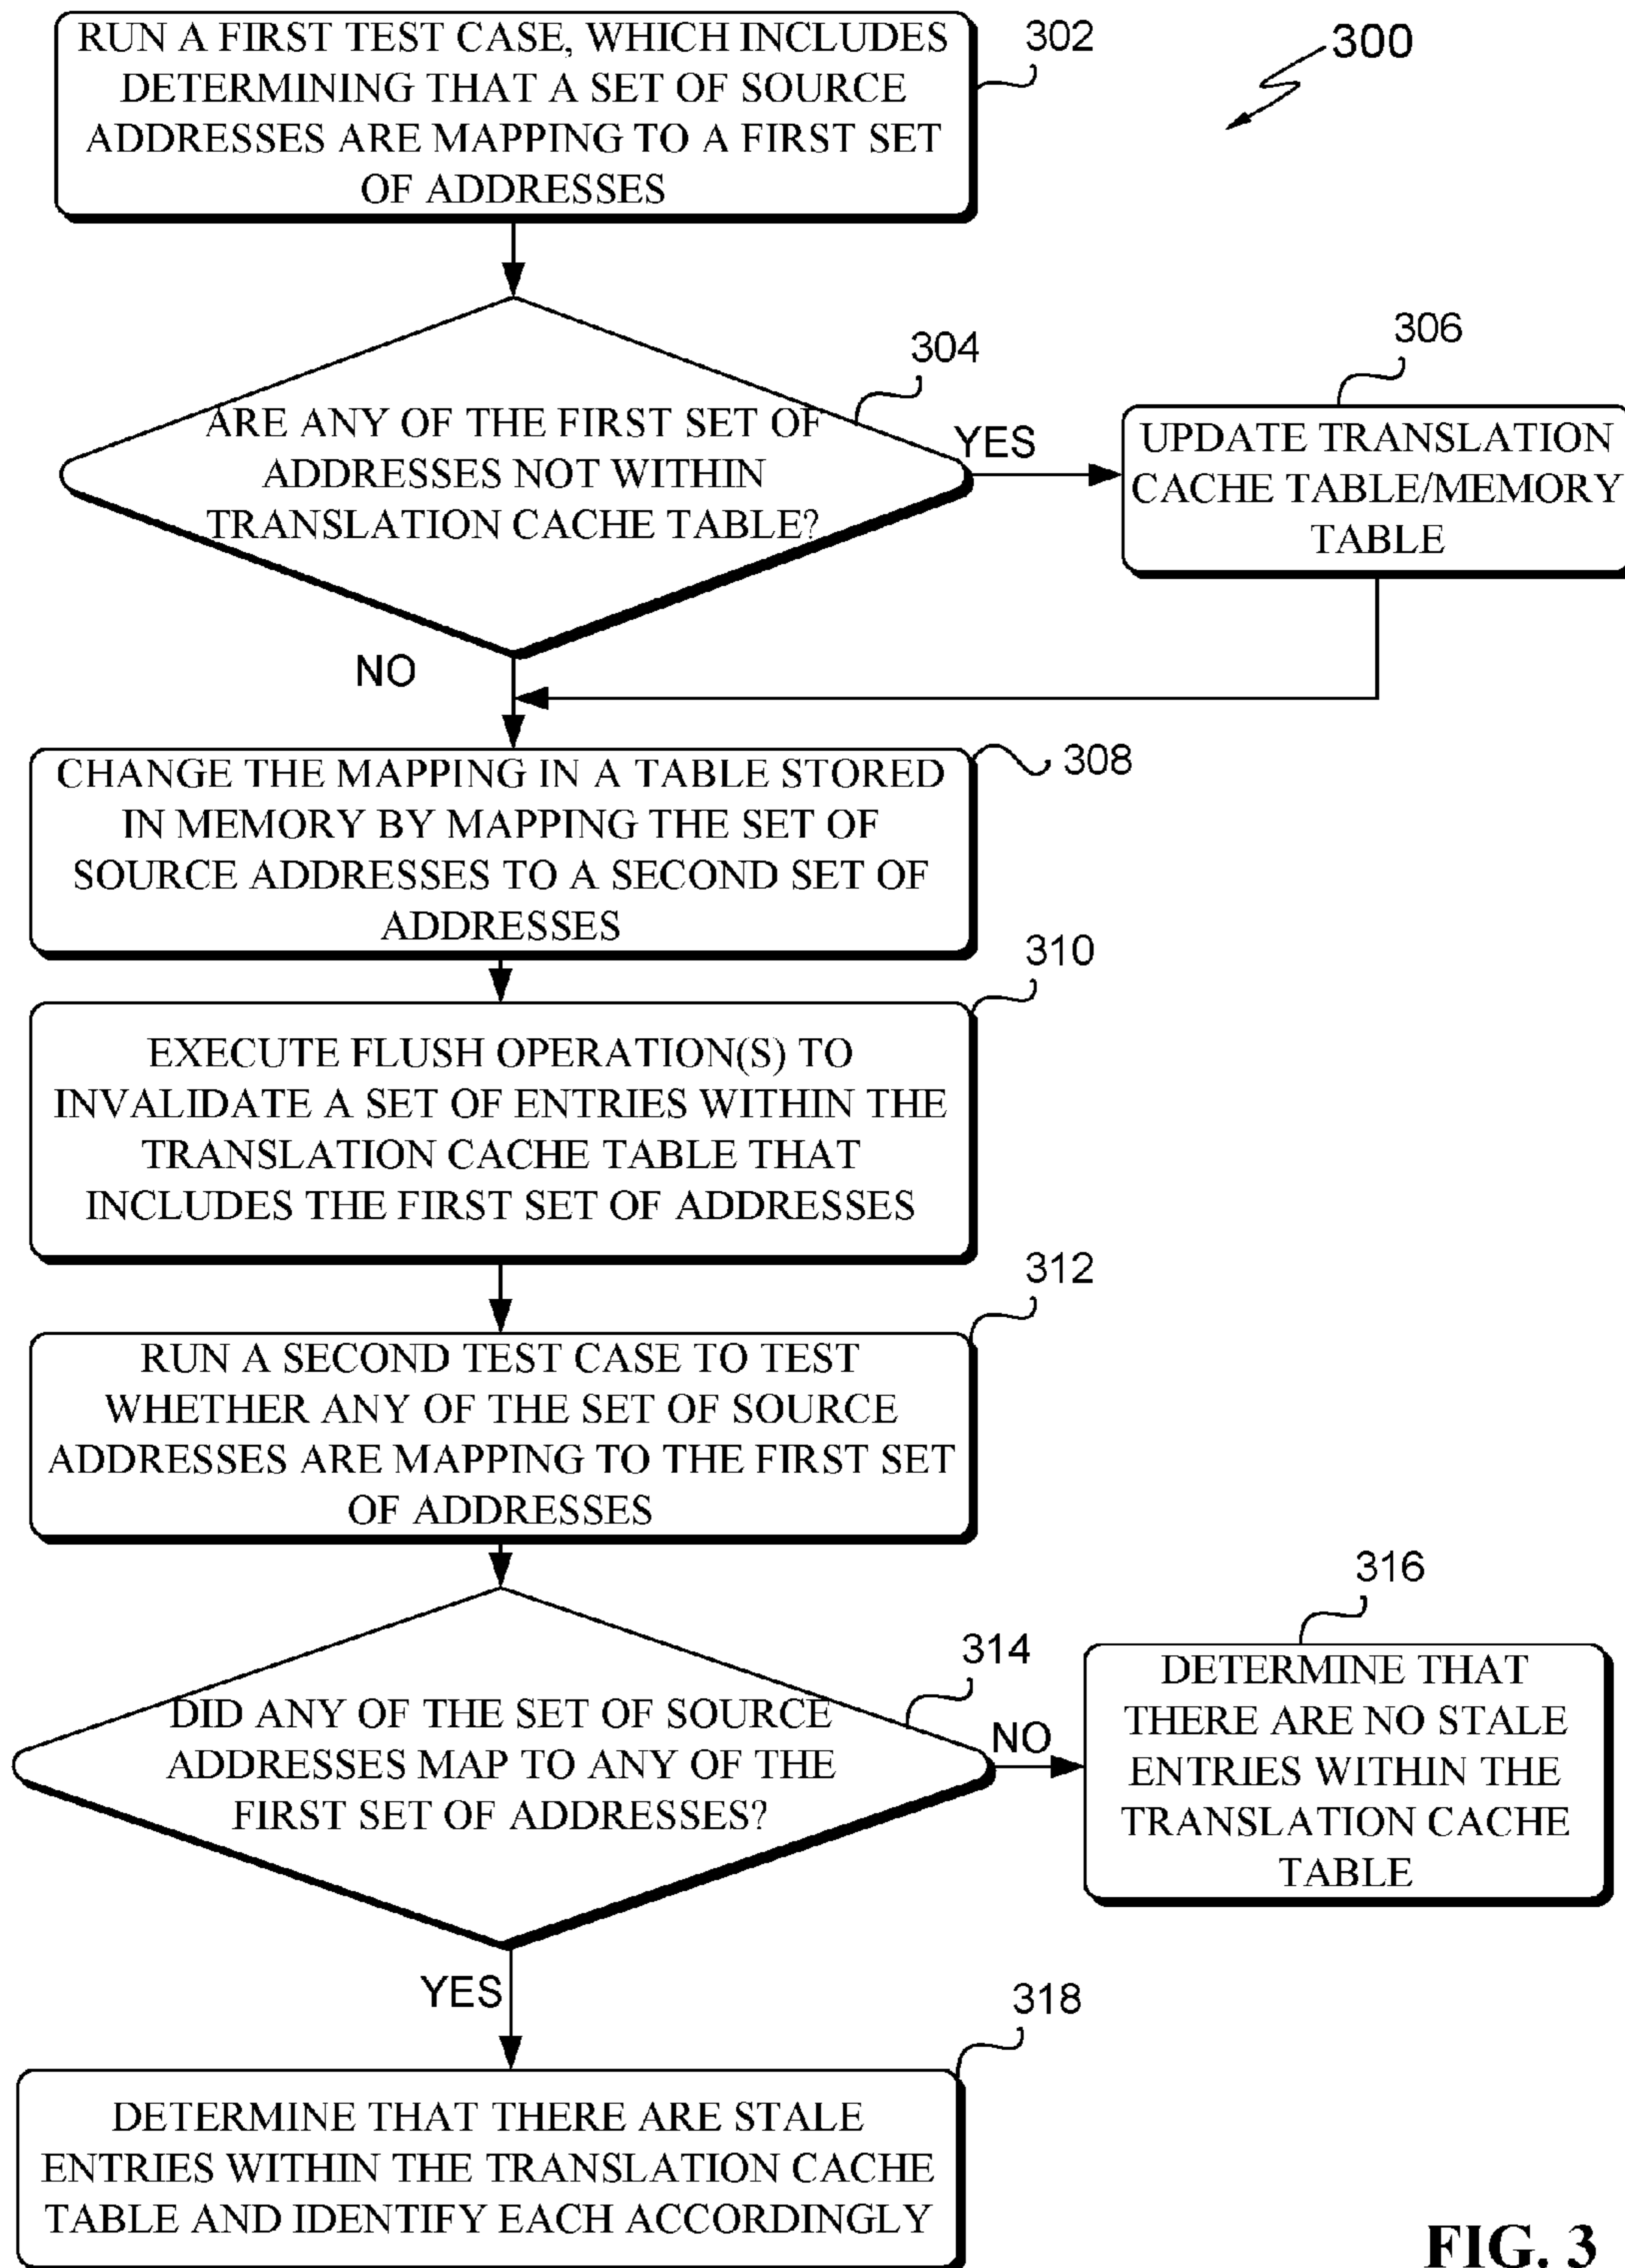 RUN A FIRST TEST CASE, WHICH INCLUDES
DETERMINING THAT A SET OF SOURCE
ADDRESSES ARE MAPPING TO A FIRST SET
OF ADDRESSES
302
300
ARE ANY OF THE FIRST SET OF
ADDRESSES NOT WITHIN
TRANSLATION CACHE TABLE?
304
YES
306
UPDATE TRANSLATION
CACHE TABLE/MEMORY
TABLE
NO
CHANGE THE MAPPING IN A TABLE STORED
IN MEMORY BY MAPPING THE SET OF
SOURCE ADDRESSES TO A SECOND SET OF
ADDRESSES
308
310
EXECUTE FLUSH OPERATION(S) TO
INVALIDATE A SET OF ENTRIES WITHIN THE
TRANSLATION CACHE TABLE THAT
INCLUDES THE FIRST SET OF ADDRESSES
312
RUN A SECOND TEST CASE TO TEST
WHETHER ANY OF THE SET OF SOURCE
ADDRESSES ARE MAPPING TO THE FIRST SET
OF ADDRESSES
314
DID ANY OF THE SET OF SOURCE
ADDRESSES MAP TO ANY OF THE
FIRST SET OF ADDRESSES?
NO
316
DETERMINE THAT
THERE ARE NO STALE
ENTRIES WITHIN THE
TRANSLATION CACHE
TABLE
YES
318
DETERMINE THAT THERE ARE STALE
ENTRIES WITHIN THE TRANSLATION CACHE
TABLE AND IDENTIFY EACH ACCORDINGLY
FIG. 3